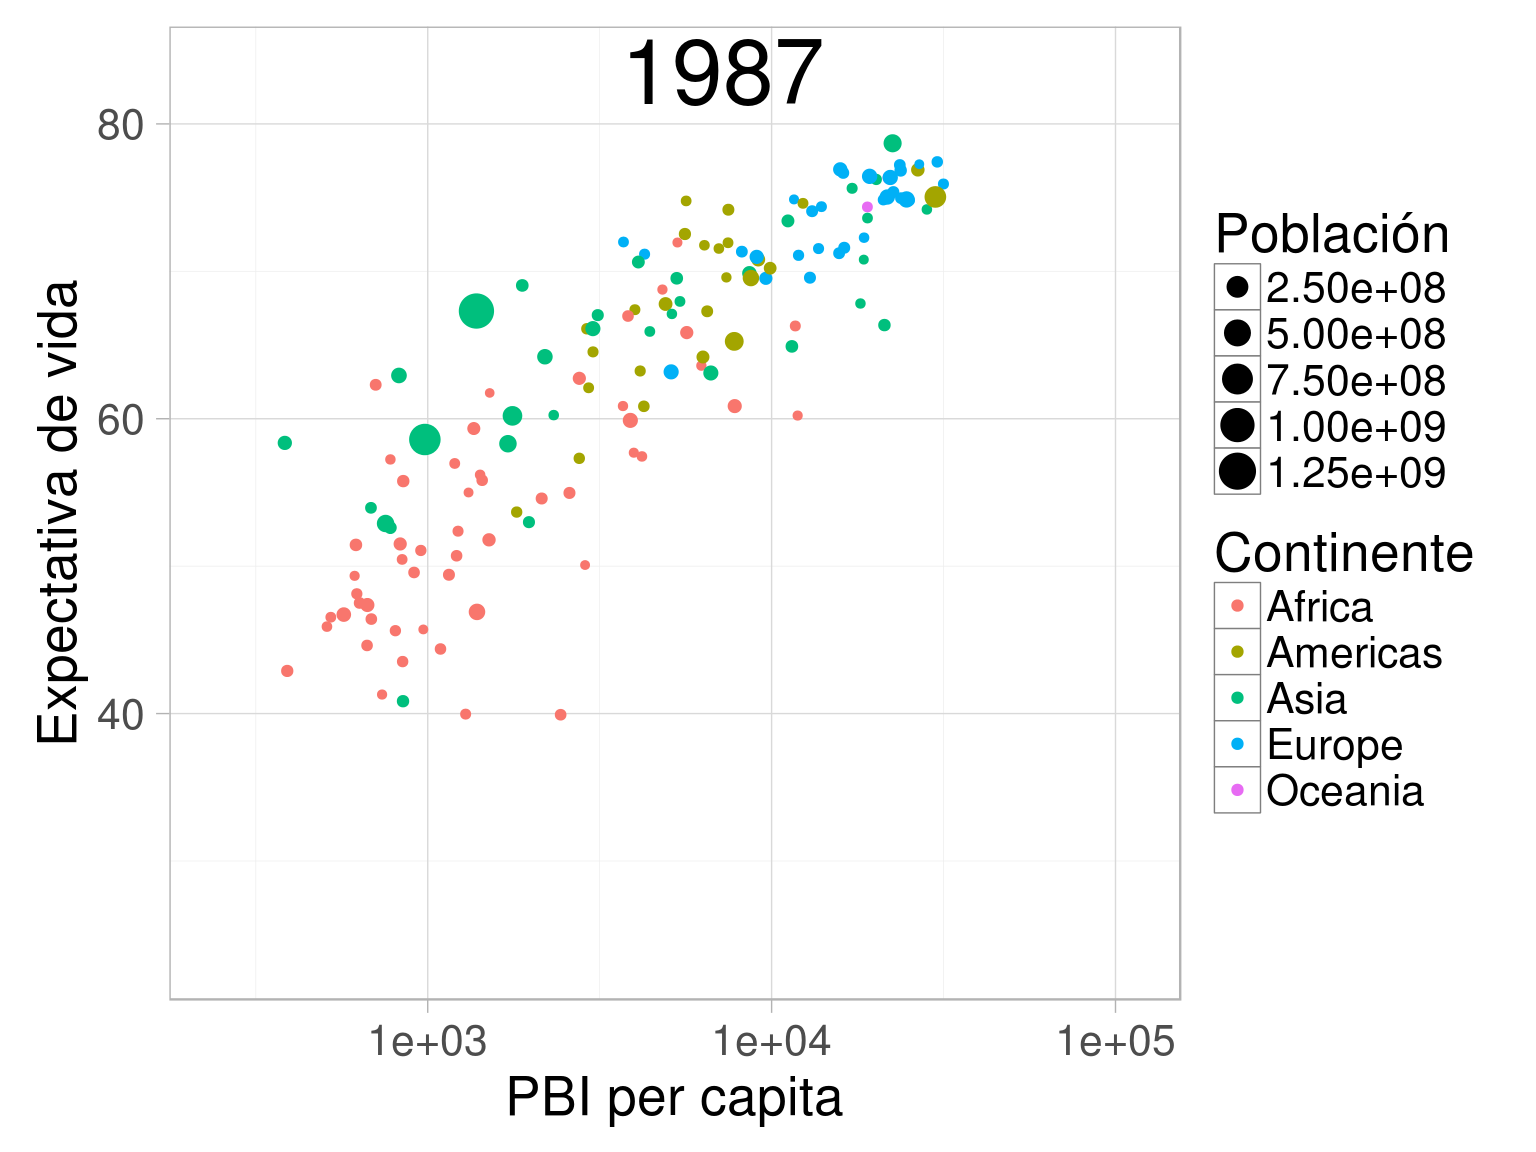 1987
80
60
40
Expectativa de vida
1e+03
1e+04
1e+05
PBI per capita
Población
2.50e+08
5.00e+08
7.50e+08
1.00e+09
1.25e+09
Continente
Africa
Americas
Asia
Europe
Oceania